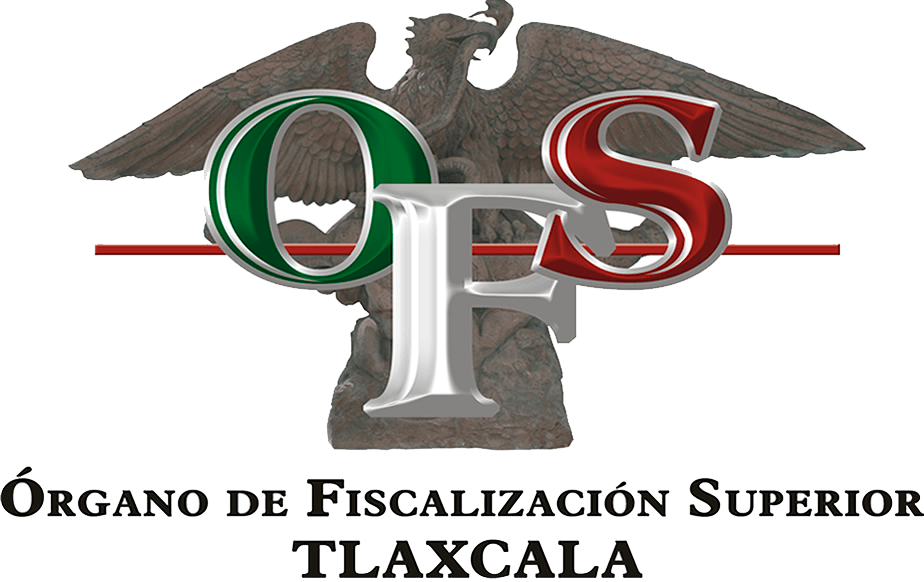 OFS
ÓRGANO DE FISCALIZACIÓN SUPERIOR
TLAXCALA